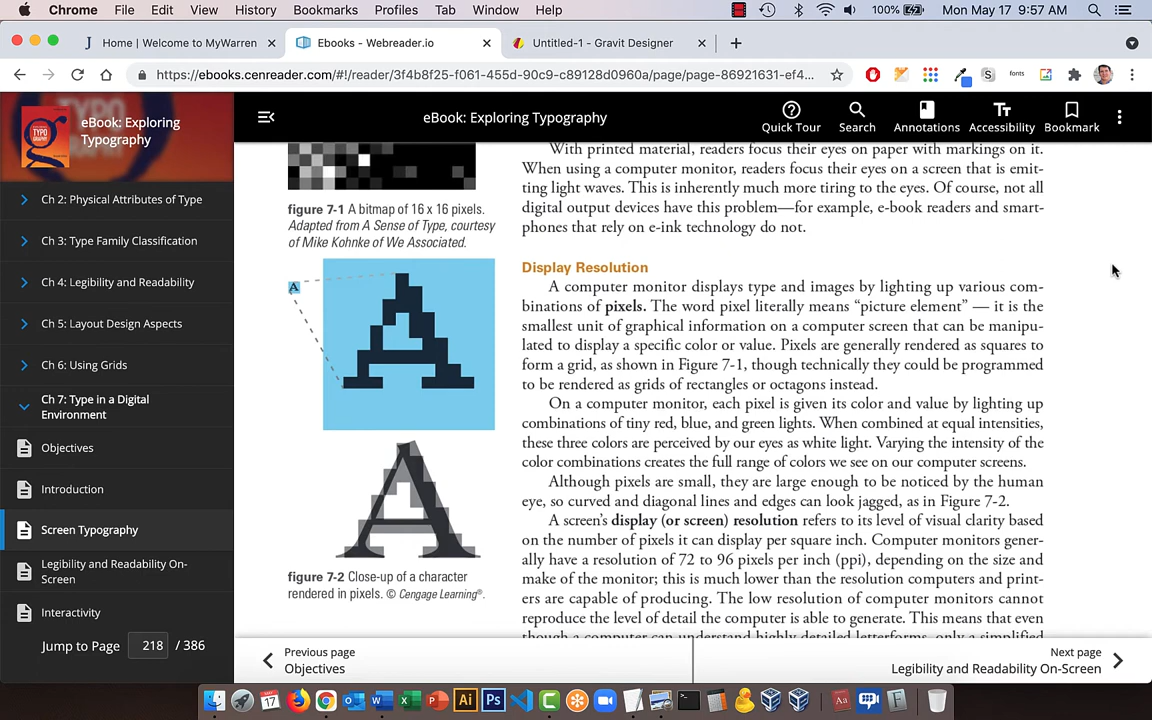 Chrome File Edit View History Bookmarks Profiles Tab Window Help 100% Mon May 17 9:57 AM
Home | Welcome to MyWarren Ebooks - Webreader.io Untitled-1 - Gravit Designer
https://ebooks.cenreader.com/#!/reader/3f4b8f25-f061-455d-90c9-c89128d0960a/page/page-86921631-ef4... fonts
eBook: Exploring
Typography
Ch 2: Physical Attributes of Type
Ch 3: Type Family Classification
Ch 4: Legibility and Readability
Ch 5: Layout Design Aspects
Ch 6: Using Grids
Ch 7: Type in a Digital
Environment
Objectives
Introduction
Screen Typography
Legibility and Readability On-
Screen
Interactivity
Jump to Page 218 / 386
eBook: Exploring Typography
Quick Tour Search Annotations Accessibility Bookmark
figure 7-1 A bitmap of 16 x 16 pixels.
Adapted from A Sense of Type, courtesy
of Mike Kohnke of We Associated.
A
A
A
figure 7-2 Close-up of a character
rendered in pixels. © Cengage Learning®.
With printed material, readers focus their eyes on paper with markings on it.
When using a computer monitor, readers focus their eyes on a screen that is emit-
ting light waves. This is inherently much more tiring to the eyes. Of course, not all
digital output devices have this problem—for example, e-book readers and smart-
phones that rely on e-ink technology do not.
Display Resolution
A computer monitor displays type and images by lighting up various com-
binations of pixels. The word pixel literally means “picture element” — it is the
smallest unit of graphical information on a computer screen that can be manipu-
lated to display a specific color or value. Pixels are generally rendered as squares to
form a grid, as shown in Figure 7-1, though technically they could be programmed
to be rendered as grids of rectangles or octagons instead.
On a computer monitor, each pixel is given its color and value by lighting up
combinations of tiny red, blue, and green lights. When combined at equal intensities,
these three colors are perceived by our eyes as white light. Varying the intensity of the
color combinations creates the full range of colors we see on our computer screens.
Although pixels are small, they are large enough to be noticed by the human
eye, so curved and diagonal lines and edges can look jagged, as in Figure 7-2.
A screen’s display (or screen) resolution refers to its level of visual clarity based
on the number of pixels it can display per square inch. Computer monitors gener-
ally have a resolution of 72 to 96 pixels per inch (ppi), depending on the size and
make of the monitor; this is much lower than the resolution computers and print-
ers are capable of producing. The low resolution of computer monitors cannot
reproduce the level of detail the computer is able to generate. This means that even
though a computer can understand highly detailed letterforms, only a simplified
Previous page
Objectives
Next page
Legibility and Readability On-Screen